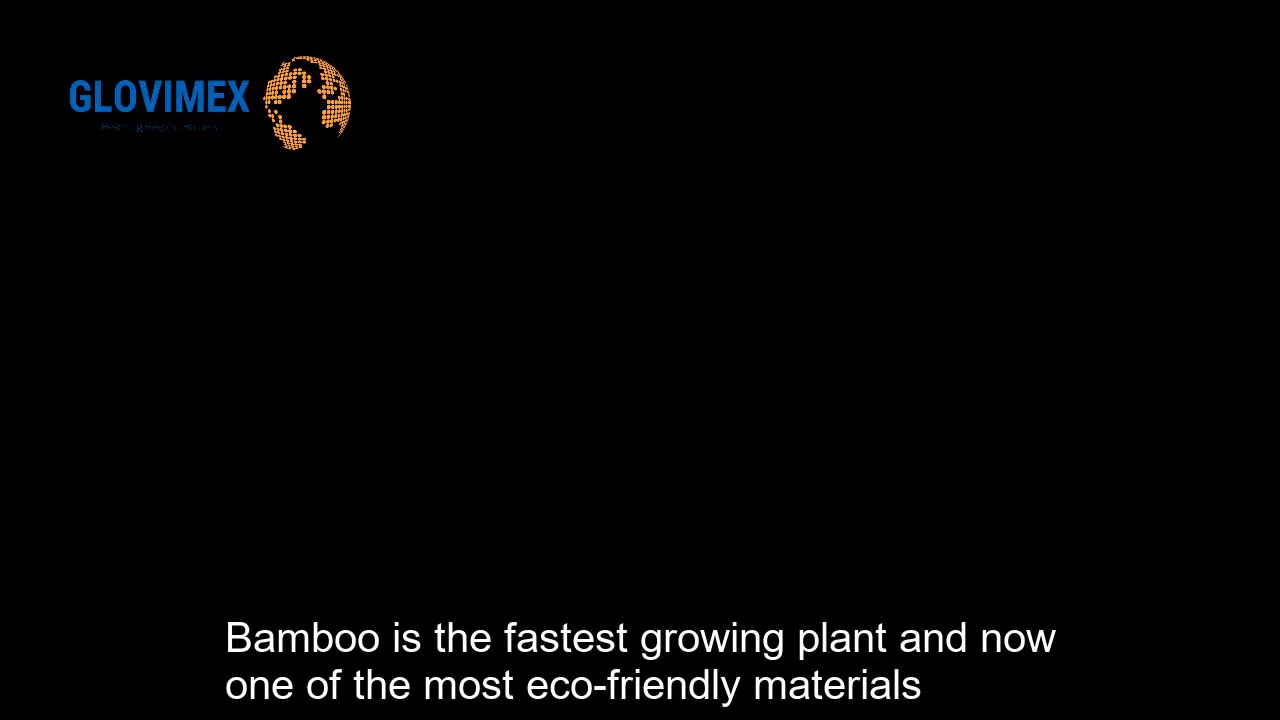 GLOVIMEX
Bamboo is the fastest growing plant and now
one of the most eco-friendly materials